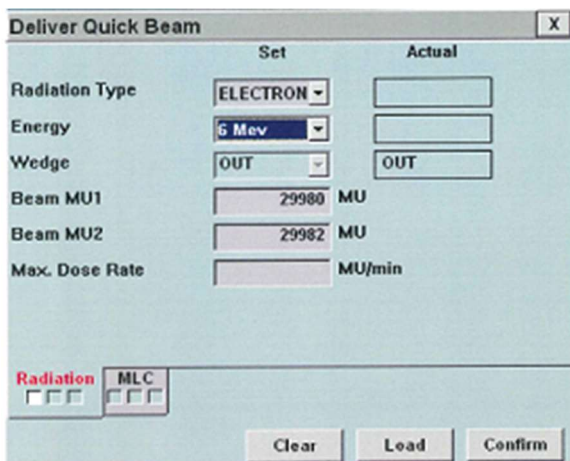 Deliver Quick Beam X
Set Actual
Radiation Type ELECTRON
Energy 6 Mev
Wedge OUT OUT
Beam MU1 29980 MU
Beam MU2 29982 MU
Max. Dose Rate MU/min
Radiation MLC
Clear Load Confirm